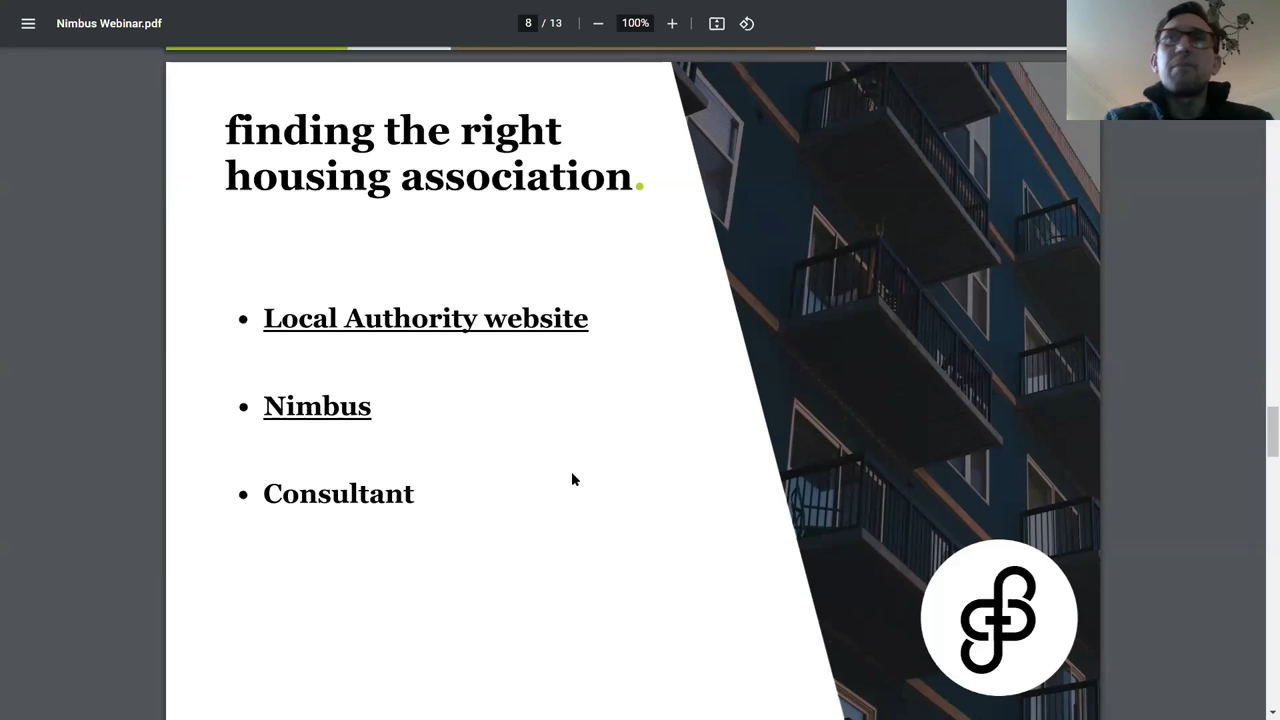 Nimbus Webinar.pdf
8 / 13
100%
finding the right
housing association.
• Local Authority website
• Nimbus
• Consultant